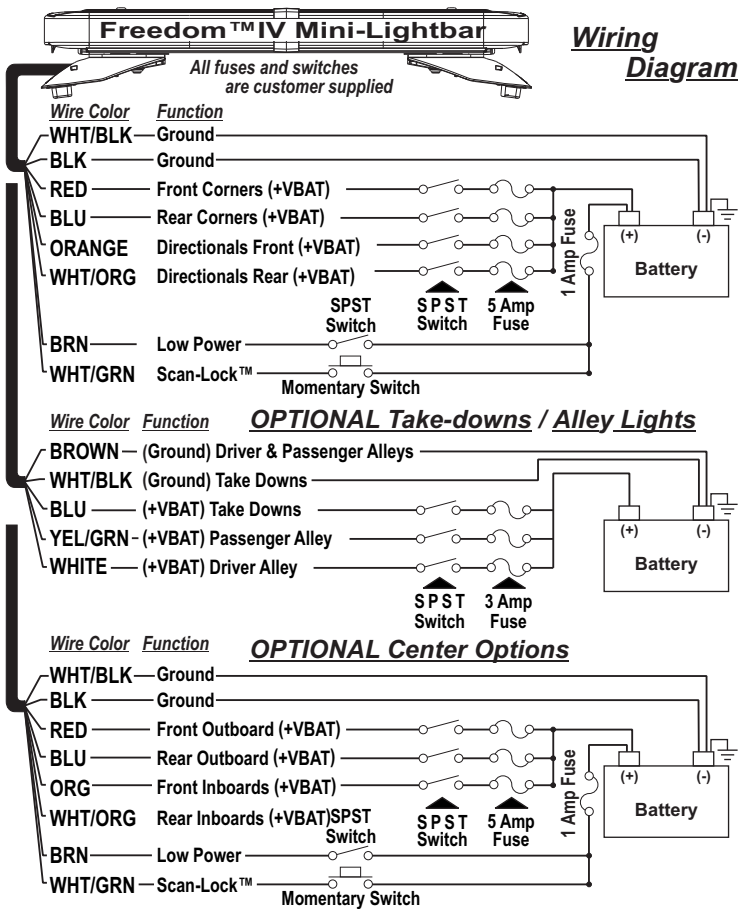 Freedom™IV Mini-Lightbar
Wiring
Diagram
All fuses and switches
are customer supplied
Wire Color Function
WHT/BLK Ground
BLK Ground
RED Front Corners (+VBAT)
BLU Rear Corners (+VBAT)
ORANGE Directionals Front (+VBAT)
WHT/ORG Directionals Rear (+VBAT)
SPST
Switch
SPST
Switch
5 Amp
Fuse
1 Amp Fuse
(+) (-)
Battery
BRN Low Power
WHT/GRN Scan-Lock™
Momentary Switch
Wire Color Function
OPTIONAL Take-downs / Alley Lights
BROWN (Ground) Driver & Passenger Alleys
WHT/BLK (Ground) Take Downs
BLU (+VBAT) Take Downs
YEL/GRN (+VBAT) Passenger Alley
WHITE (+VBAT) Driver Alley
SPST
Switch
3 Amp
Fuse
(+) (-)
Battery
Wire Color Function
OPTIONAL Center Options
WHT/BLK Ground
BLK Ground
RED Front Outboard (+VBAT)
BLU Rear Outboard (+VBAT)
ORG Front Inboards (+VBAT)
WHT/ORG Rear Inboards (+VBAT)
SPST
Switch
SPST
Switch
5 Amp
Fuse
1 Amp Fuse
(+) (-)
Battery
BRN Low Power
WHT/GRN Scan-Lock™
Momentary Switch